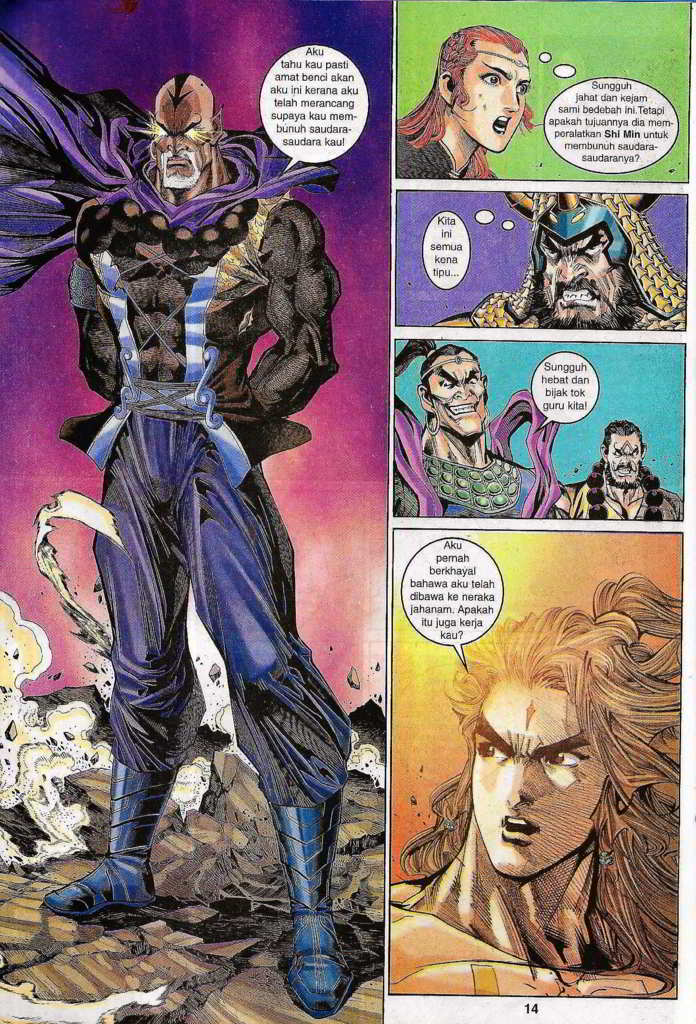 Aku
tahu kau pasti
amat benci akan
aku ini kerana aku
telah merancang
supaya kau mem-
bunuh saudara-
saudara kau!
Sungguh
jahat dan kejam
sami bedebah ini.Tetapi
apakah tujuannya dia mem-
peralatkan Shi Min untuk
membunuh saudara-
saudaranya?
Kita
ini
semua
kena
tipu...
Sungguh
hebat dan
bijak tok
guru kita!
Aku
pernah
berkhayal
bahawa aku telah
dibawa ke neraka
jahanam. Apakah
itu juga kerja
kau?
14